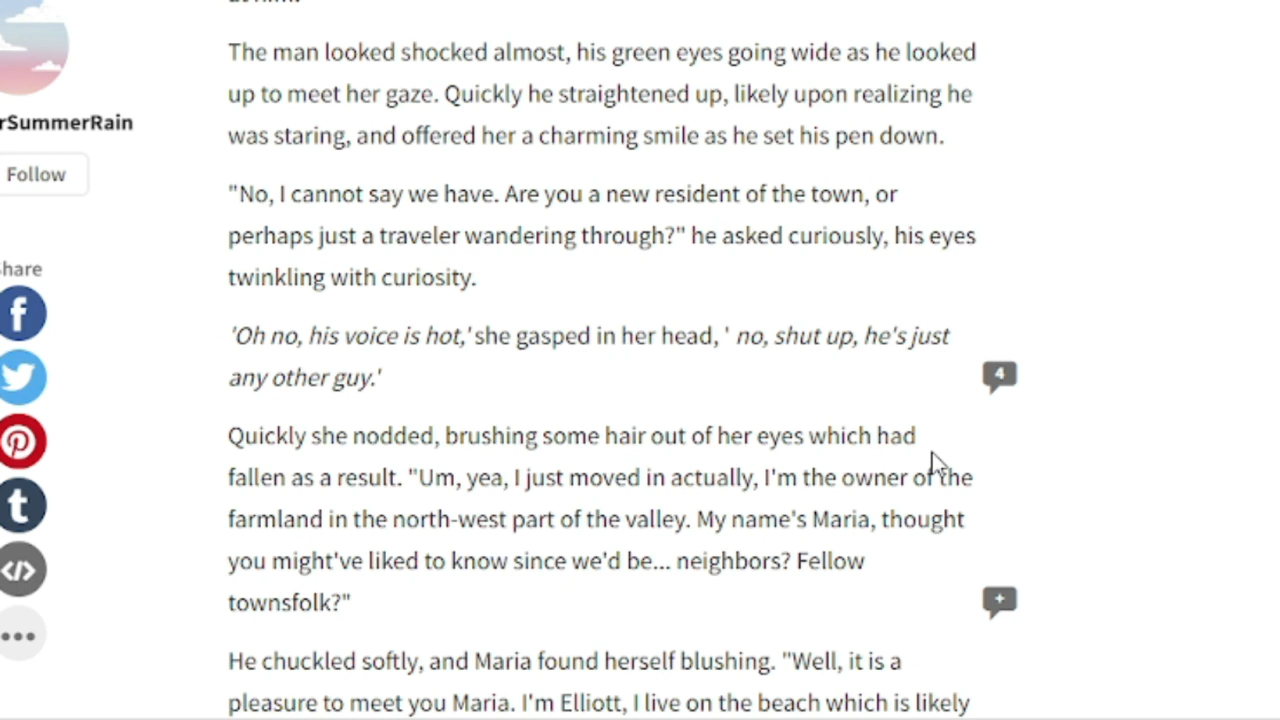 The man looked shocked almost, his green eyes going wide as he looked
up to meet her gaze. Quickly he straightened up, likely upon realizing he
was staring, and offered her a charming smile as he set his pen down.
rSummerRain
Follow
"No, I cannot say we have. Are you a new resident of the town, or
perhaps just a traveler wandering through?" he asked curiously, his eyes
twinkling with curiosity.
Share
'Oh no, his voice is hot,' she gasped in her head, ' no, shut up, he's just
any other guy.'
4
Quickly she nodded, brushing some hair out of her eyes which had
fallen as a result. "Um, yea, I just moved in actually, I'm the owner of the
farmland in the north-west part of the valley. My name's Maria, thought
you might've liked to know since we'd be... neighbors? Fellow
townsfolk?"
+
He chuckled softly, and Maria found herself blushing. "Well, it is a
pleasure to meet you Maria. I'm Elliott, I live on the beach which is likely